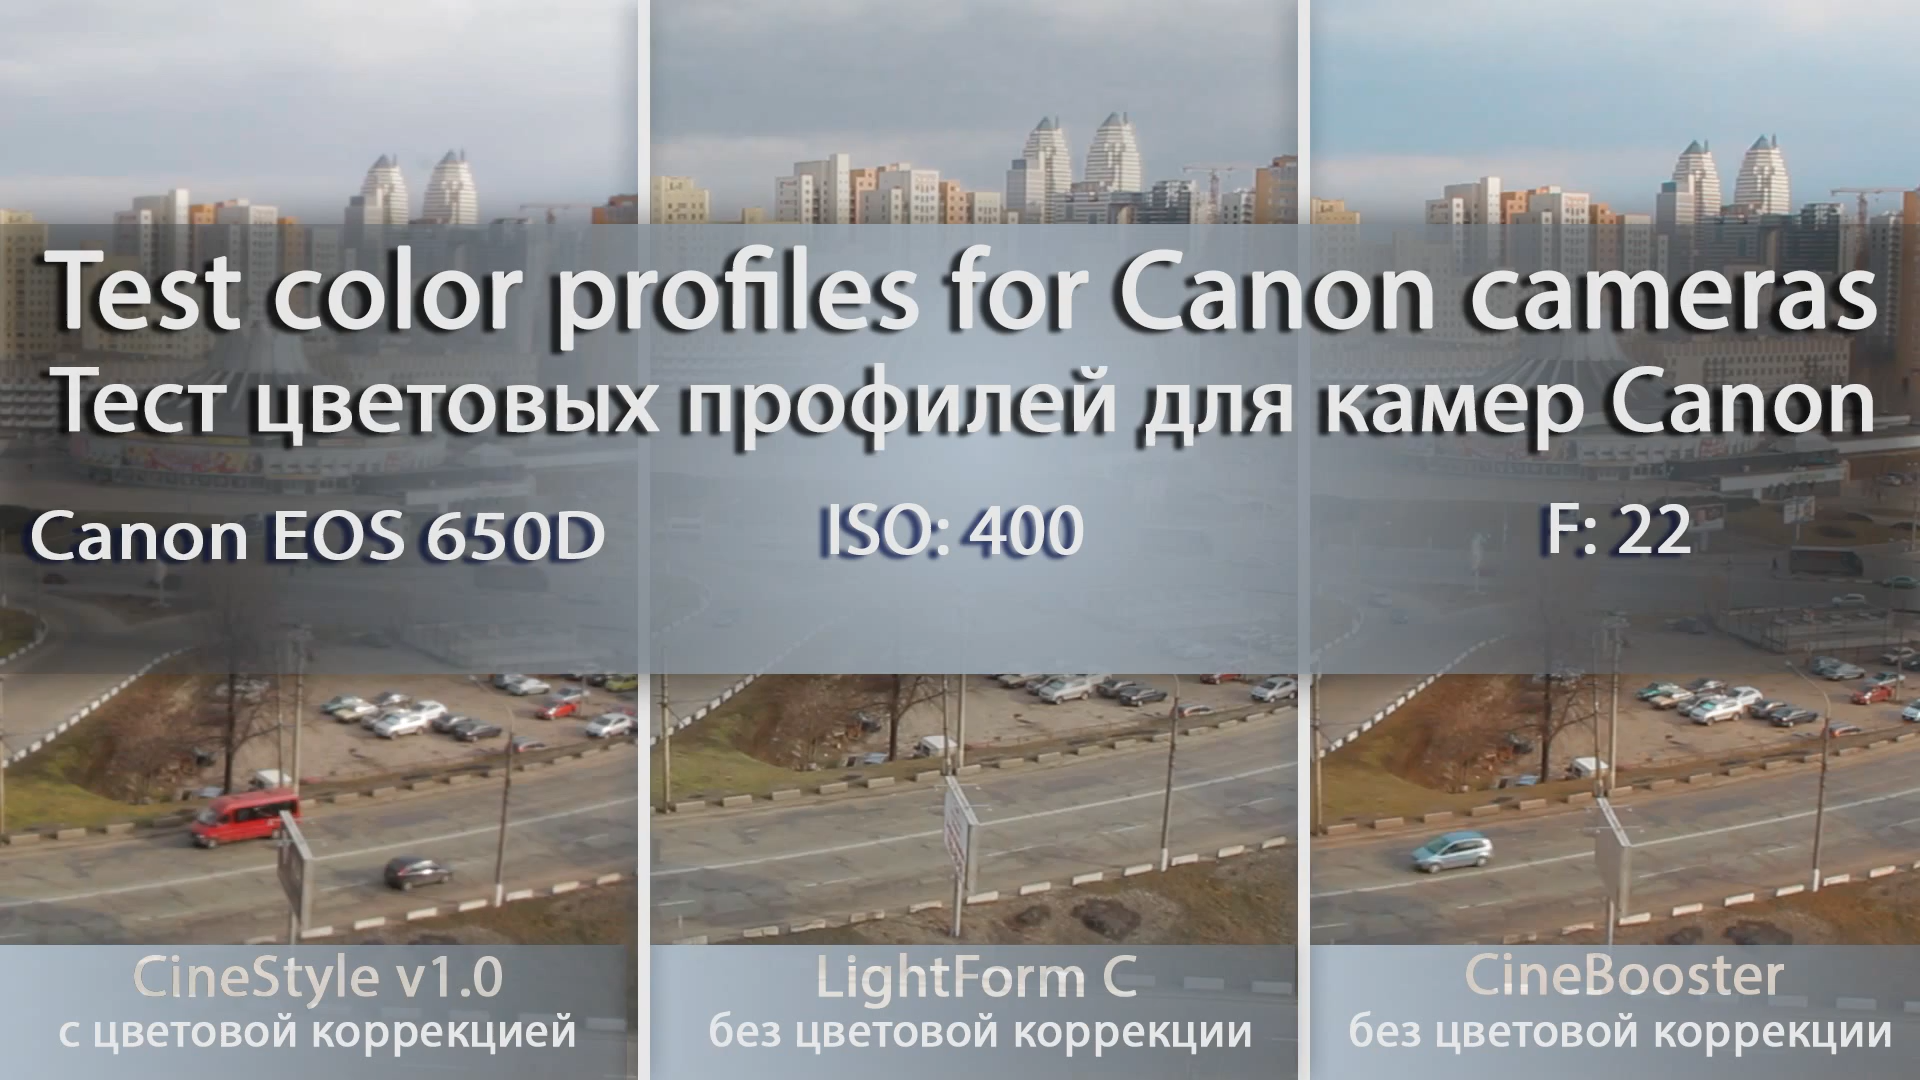 Test color profiles for Canon cameras
Тест цветовых профилей для камер Canon
Canon EOS 650D
ISO: 400
F: 22
CineStyle v1.0
с цветовой коррекцией
LightForm C
без цветовой коррекции
CineBooster
без цветовой коррекции